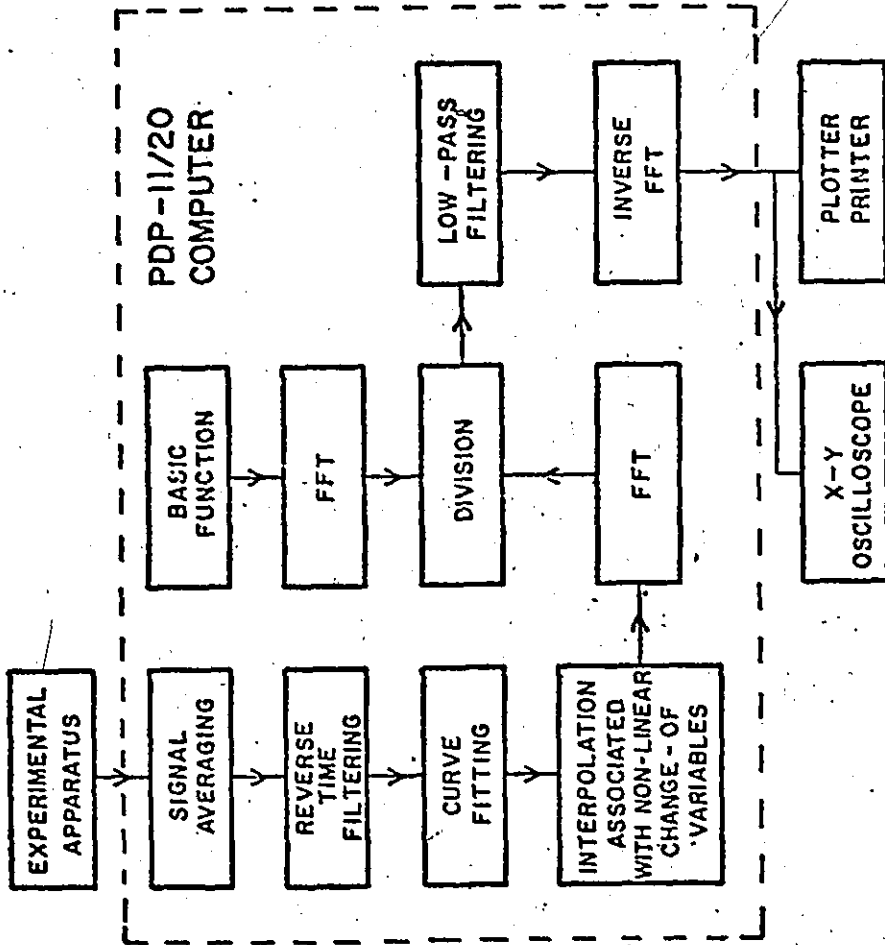 EXPERIMENTAL
APPARATUS
PDP-11/20
COMPUTER
SIGNAL
AVERAGING
REVERSE
TIME
FILTERING
CURVE
FITTING
INTERPOLATION
ASSOCIATED
WITH NON-LINEAR
CHANGE-OF
VARIABLES
BASIC
FUNCTION
FFT
DIVISION
FFT
LOW-PASS
FILTERING
INVERSE
FFT
X-Y
OSCILLOSCOPE
PLOTTER
PRINTER